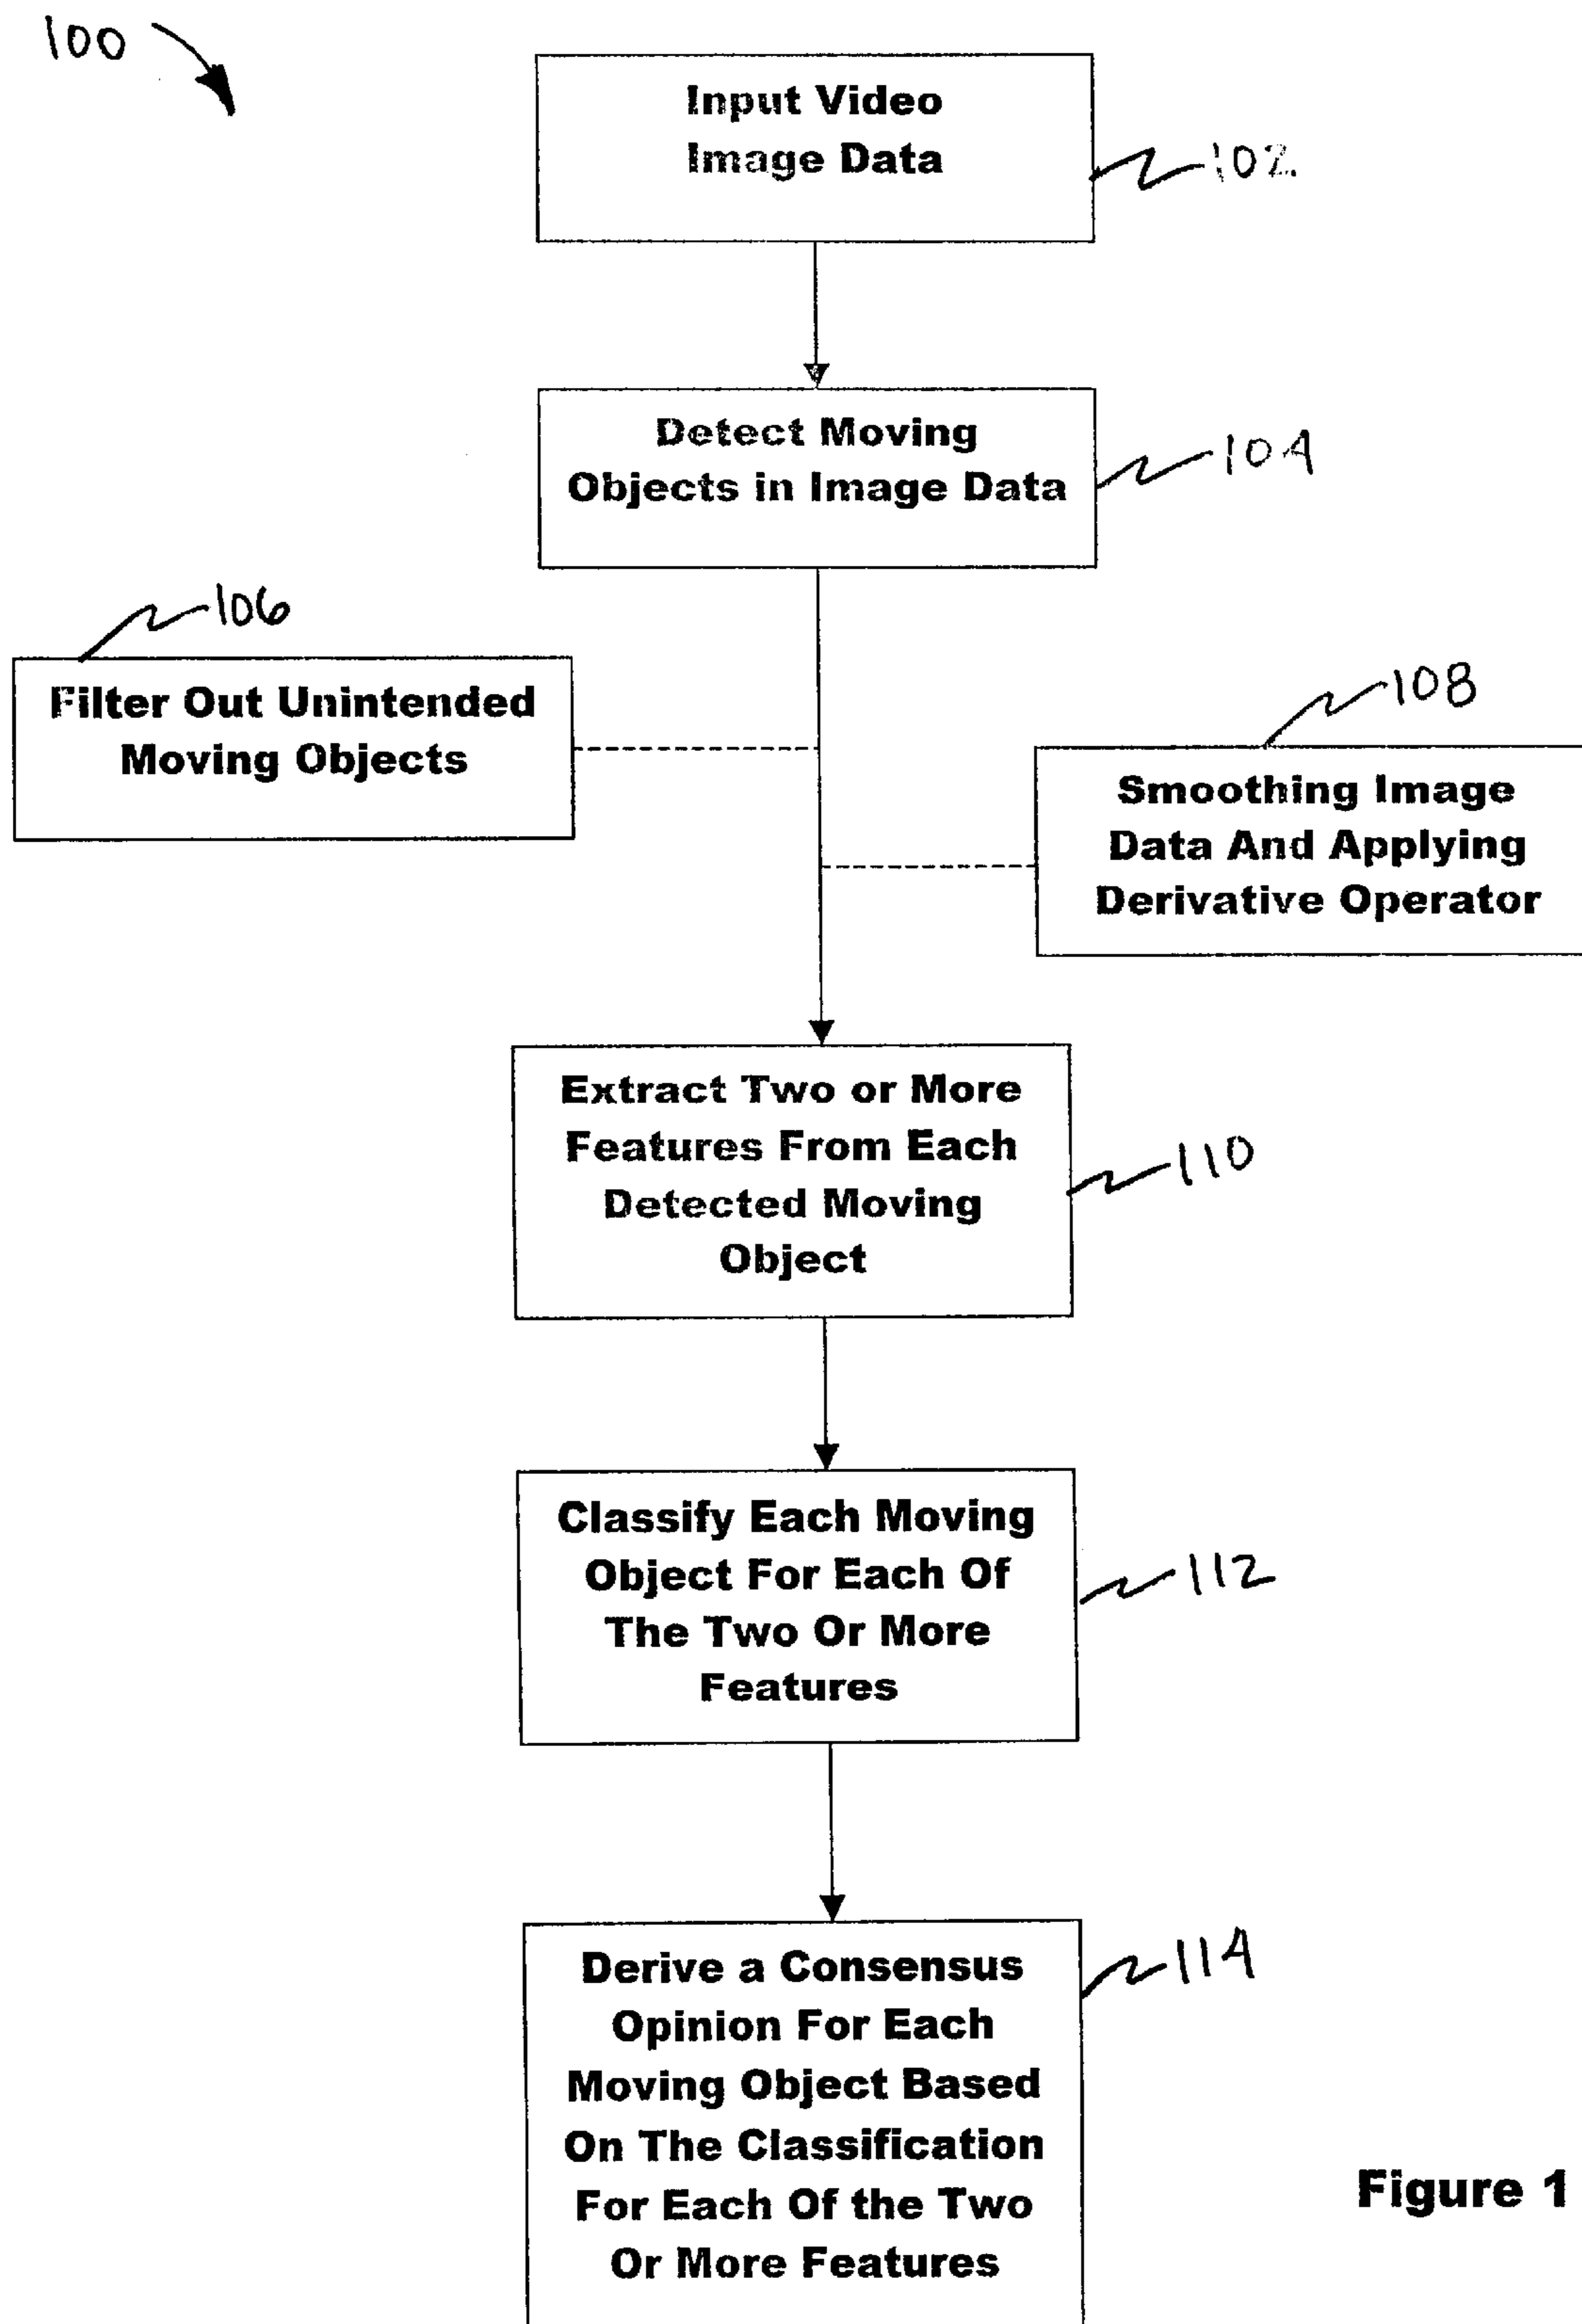 100
Input Video
Image Data
102
Detect Moving
Objects in Image Data
104
106
Filter Out Unintended
Moving Objects
108
Smoothing Image
Data And Applying
Derivative Operator
Extract Two or More
Features From Each
Detected Moving
Object
110
Classify Each Moving
Object For Each Of
The Two Or More
Features
112
Derive a Consensus
Opinion For Each
Moving Object Based
On The Classification
For Each Of the Two
Or More Features
114
Figure 1